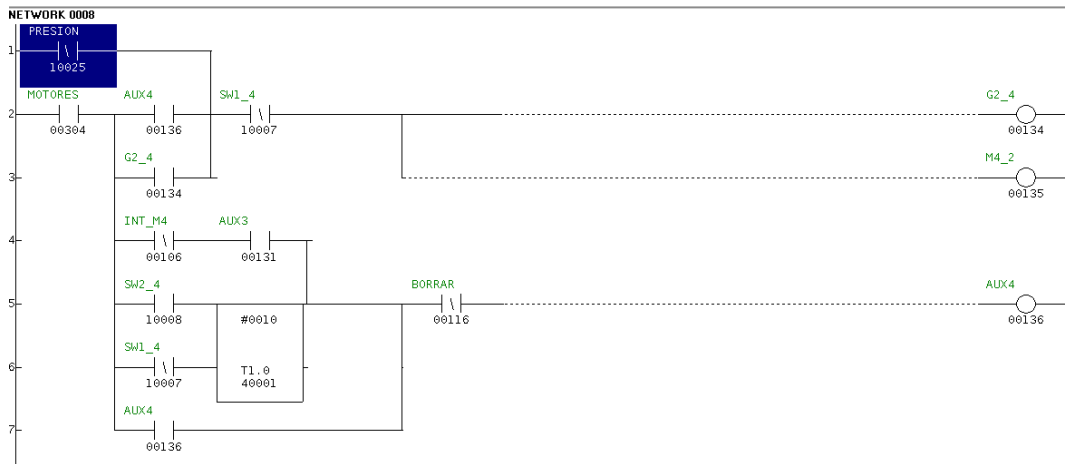 NETWORK 0008
PRESION
1
10025
MOTORES AUX4 SW1_4 G2_4
2
00304 00136 10007 00134
G2_4 M4_2
3
00134 00135
INT_M4 AUX3
4
00106 00131
SW2_4 BORRAR AUX4
5
10008 #0010 00116 00136
SW1_4
6
T1.0
10007 40001
AUX4
7
00136